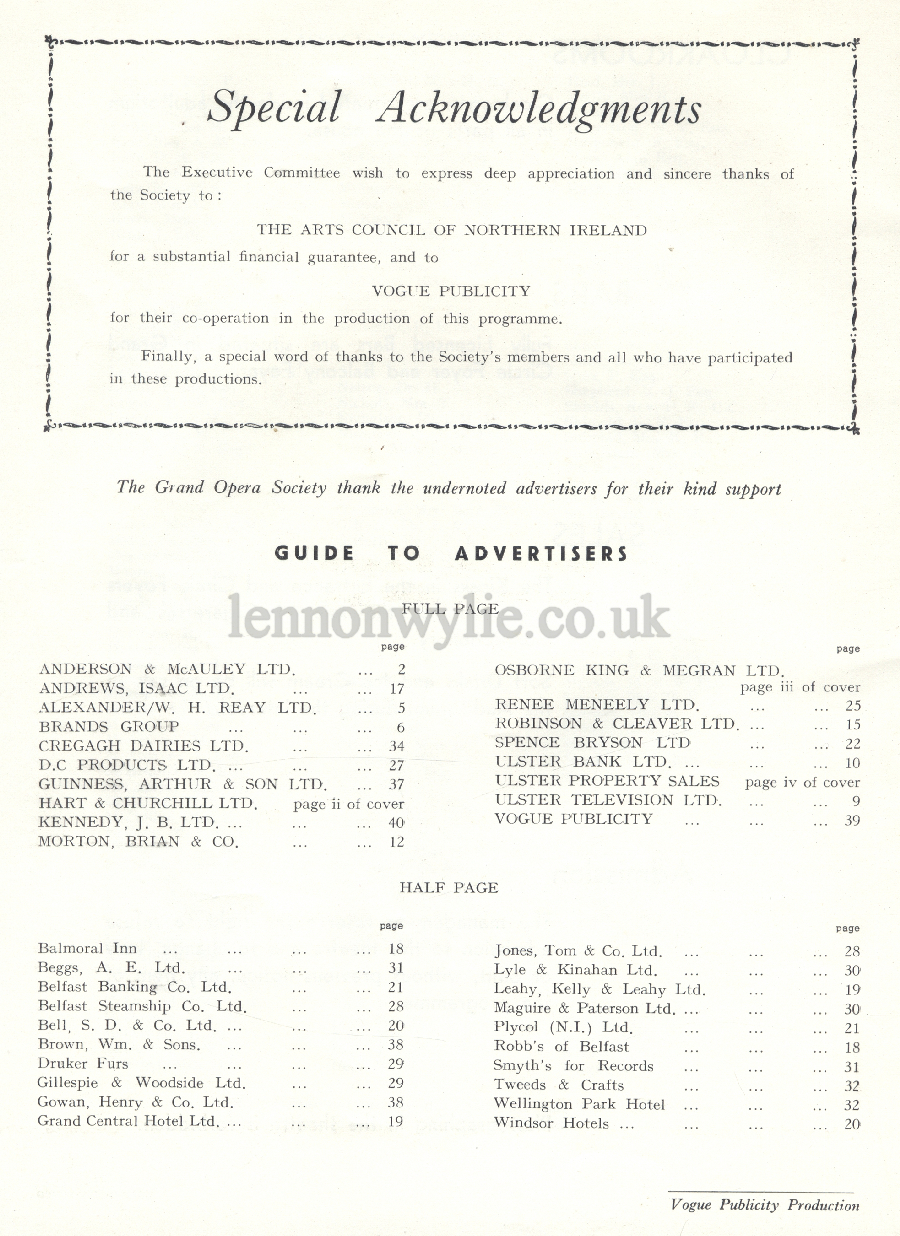 Special Acknowledgments
The Executive Committee wish to express deep appreciation and sincere thanks of
the Society to :
THE ARTS COUNCIL OF NORTHERN IRELAND
for a substantial financial guarantee, and to
VOGUE PUBLICITY
for their co-operation in the production of this programme.
Finally, a special word of thanks to the Society's members and all who have participated
in these productions.
The Grand Opera Society thank the undernoted advertisers for their kind support
GUIDE TO ADVERTISERS
lennonwylie.co.uk
FULL PAGE
page
ANDERSON & McAULEY LTD. ... 2
ANDREWS, ISAAC LTD. ... ... 17
ALEXANDER/W. H. REAY LTD. ... 5
BRANDS GROUP ... ... ... 6
CREGAGH DAIRIES LTD. ... ... 34
D.C PRODUCTS LTD. ... ... ... 27
GUINNESS, ARTHUR & SON LTD. ... 37
HART & CHURCHILL LTD. page ii of cover
KENNEDY, J. B. LTD. ... ... ... 40
MORTON, BRIAN & CO. ... ... 12
page
OSBORNE KING & MEGRAN LTD.
page iii of cover
RENEE MENEELY LTD. ... ... 25
ROBINSON & CLEAVER LTD. ... ... 15
SPENCE BRYSON LTD ... ... 22
ULSTER BANK LTD. ... ... ... 10
ULSTER PROPERTY SALES page iv of cover
ULSTER TELEVISION LTD. ... ... 9
VOGUE PUBLICITY ... ... ... 39
HALF PAGE
page
Balmoral Inn ... ... ... ... 18
Beggs, A. E. Ltd. ... ... ... 31
Belfast Banking Co. Ltd. ... ... 21
Belfast Steamship Co. Ltd. ... ... 28
Bell, S. D. & Co. Ltd. ... ... ... 20
Brown, Wm. & Sons. ... ... ... 38
Druker Furs ... ... ... ... 29
Gillespie & Woodside Ltd. ... ... 29
Gowan, Henry & Co. Ltd. ... ... 38
Grand Central Hotel Ltd. ... ... ... 19
page
Jones, Tom & Co. Ltd. ... ... ... 28
Lyle & Kinahan Ltd. ... ... ... 30
Leahy, Kelly & Leahy Ltd. ... ... 19
Maguire & Paterson Ltd. ... ... ... 30
Plycol (N.I.) Ltd. ... ... ... 21
Robb's of Belfast ... ... ... 18
Smyth's for Records ... ... ... 31
Tweeds & Crafts ... ... ... 32
Wellington Park Hotel ... ... ... 32
Windsor Hotels ... ... ... ... 20
Vogue Publicity Production